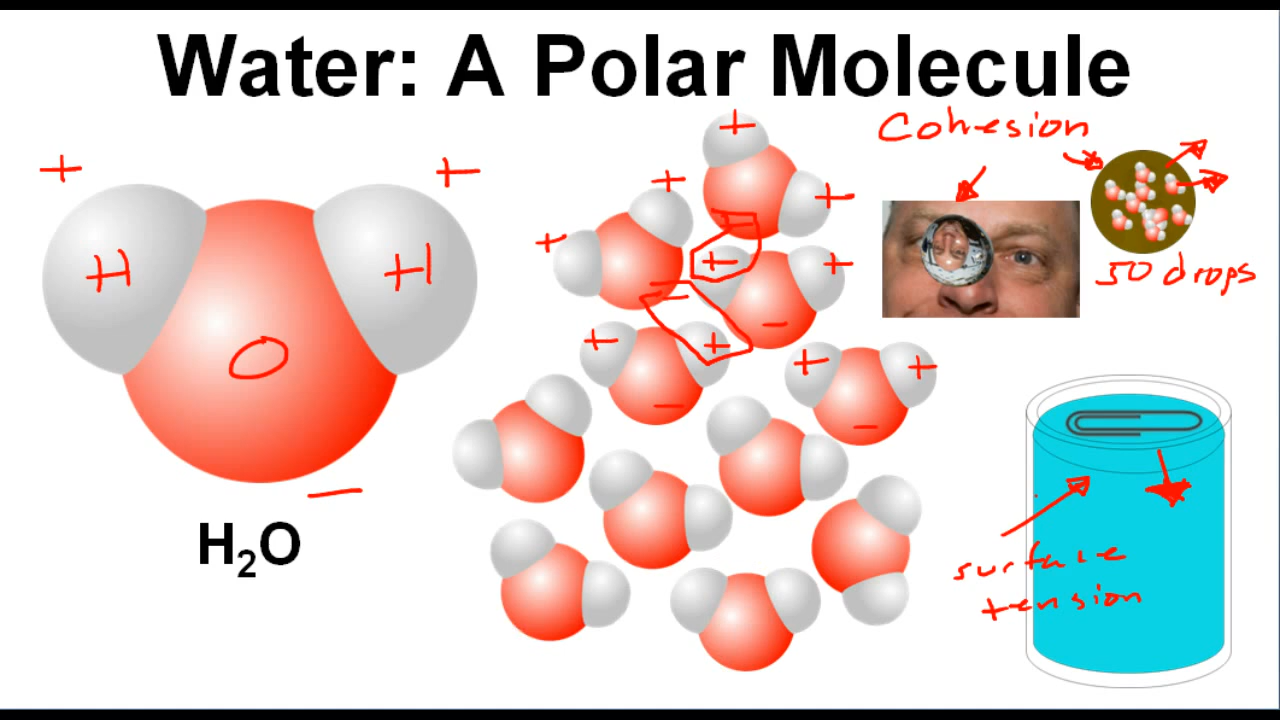 Water: A Polar Molecule
Cohesion
+ +
H H
O
−
H₂O
+
+ +
+
+ +
−
−
+ +
−
+ +
−
−
50 drops
surface
tension